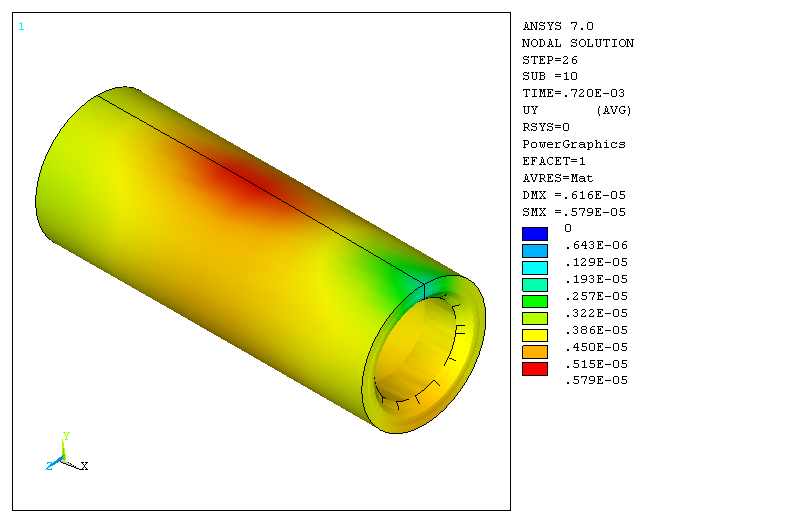 1
ANSYS 7.0
NODAL SOLUTION
STEP=26
SUB =10
TIME=.720E-03
UY (AVG)
RSYS=0
PowerGraphics
EFACET=1
AVRES=Mat
DMX =.616E-05
SMX =.579E-05
0
.643E-06
.129E-05
.193E-05
.257E-05
.322E-05
.386E-05
.450E-05
.515E-05
.579E-05
Y
Z X